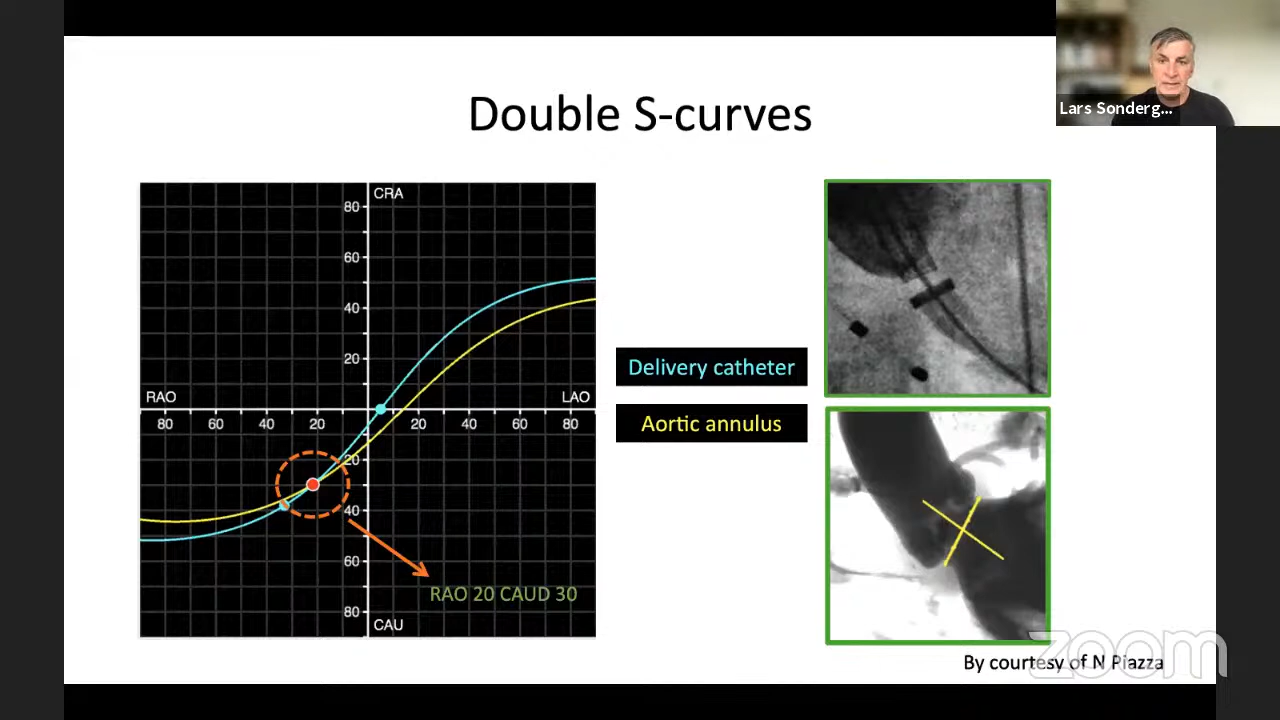 Lars Sonderg...
Double S-curves
CRA
80
60
40
20
RAO
LAO
80
60
40
20
20
40
60
80
20
40
60
80
CAU
RAO 20 CAUD 30
Delivery catheter
Aortic annulus
By courtesy of N Piazza
zoom